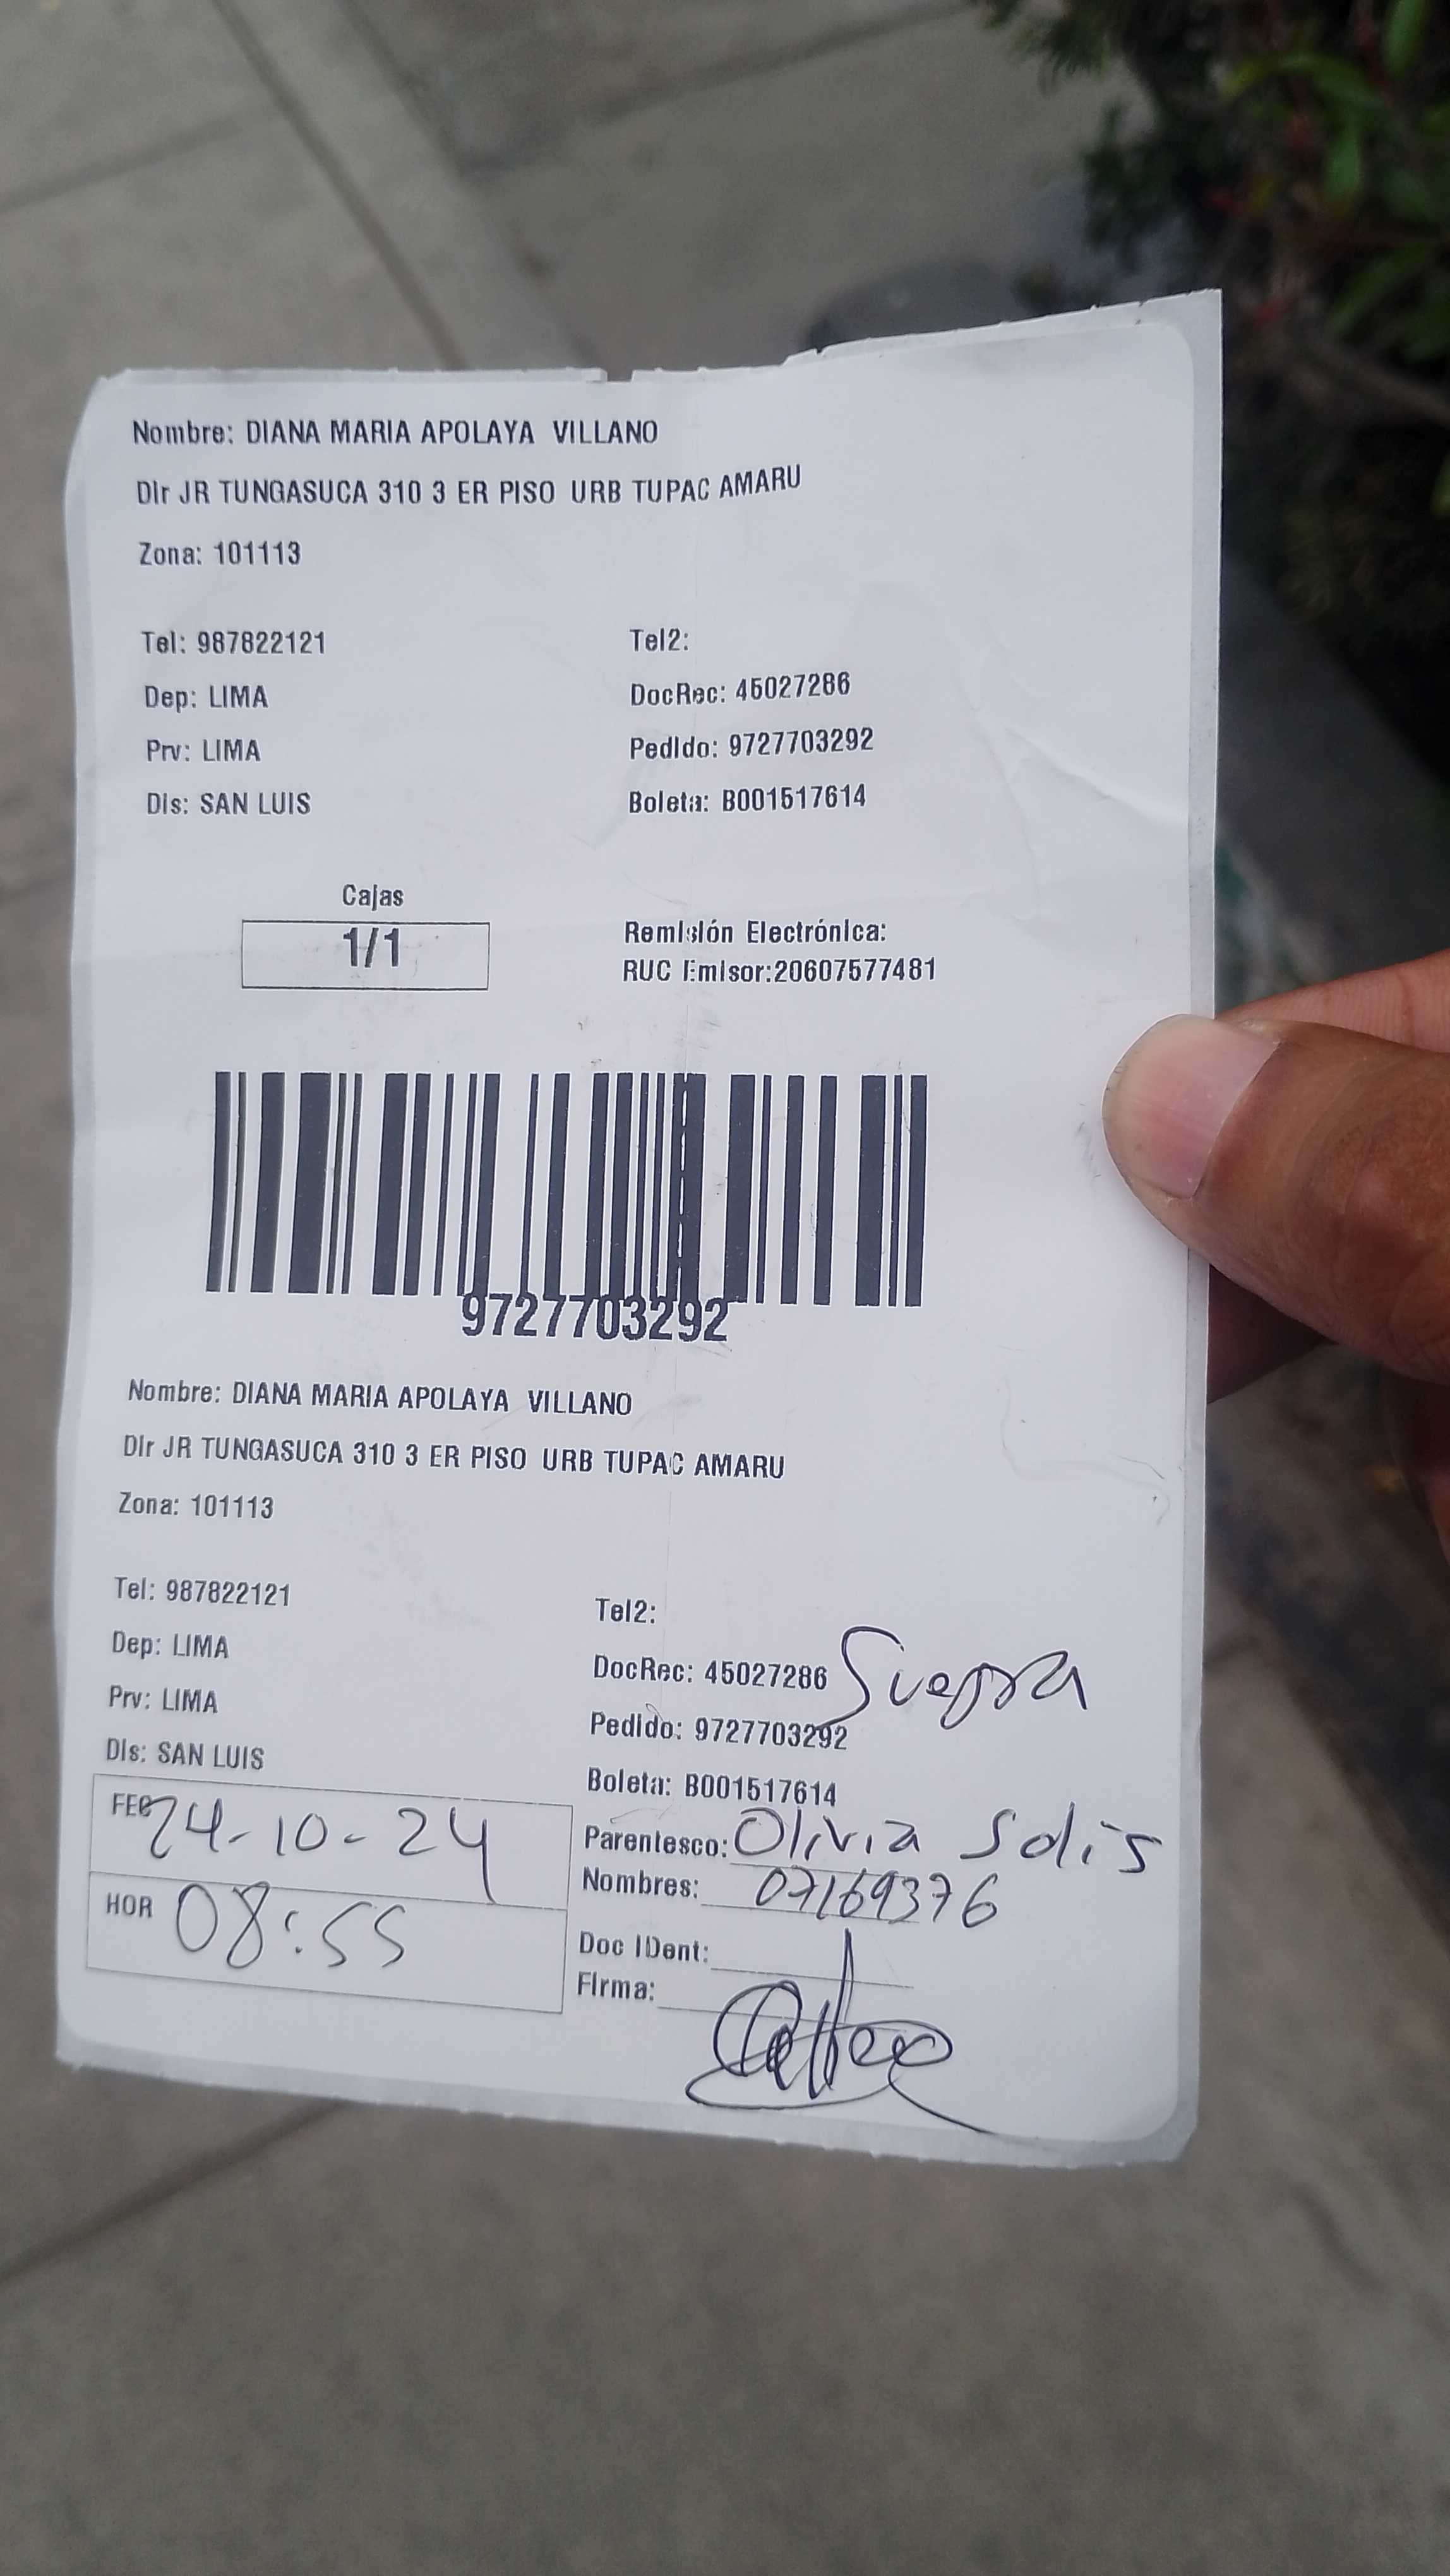 Nombre: DIANA MARIA APOLAYA VILLANO
Dir JR TUNGASUCA 310 3 ER PISO URB TUPAC AMARU
Zona: 101113
Tel: 987822121 Tel2:
Dep: LIMA DocRec: 45027286
Prv: LIMA Pedido: 9727703292
Dis: SAN LUIS Boleta: B001517614
Cajas
1/1
Remisión Electrónica:
RUC Emisor:20607577481
9727703292
Nombre: DIANA MARIA APOLAYA VILLANO
Dir JR TUNGASUCA 310 3 ER PISO URB TUPAC AMARU
Zona: 101113
Tel: 987822121 Tel2:
Dep: LIMA DocRec: 45027286 Suegra
Prv: LIMA Pedido: 9727703292
Dis: SAN LUIS Boleta: B001517614
FEC 24-10-24 Parentesco: Olivia Solis
Nombres: 07169376
HOR 08:55 Doc IDent:
Firma: